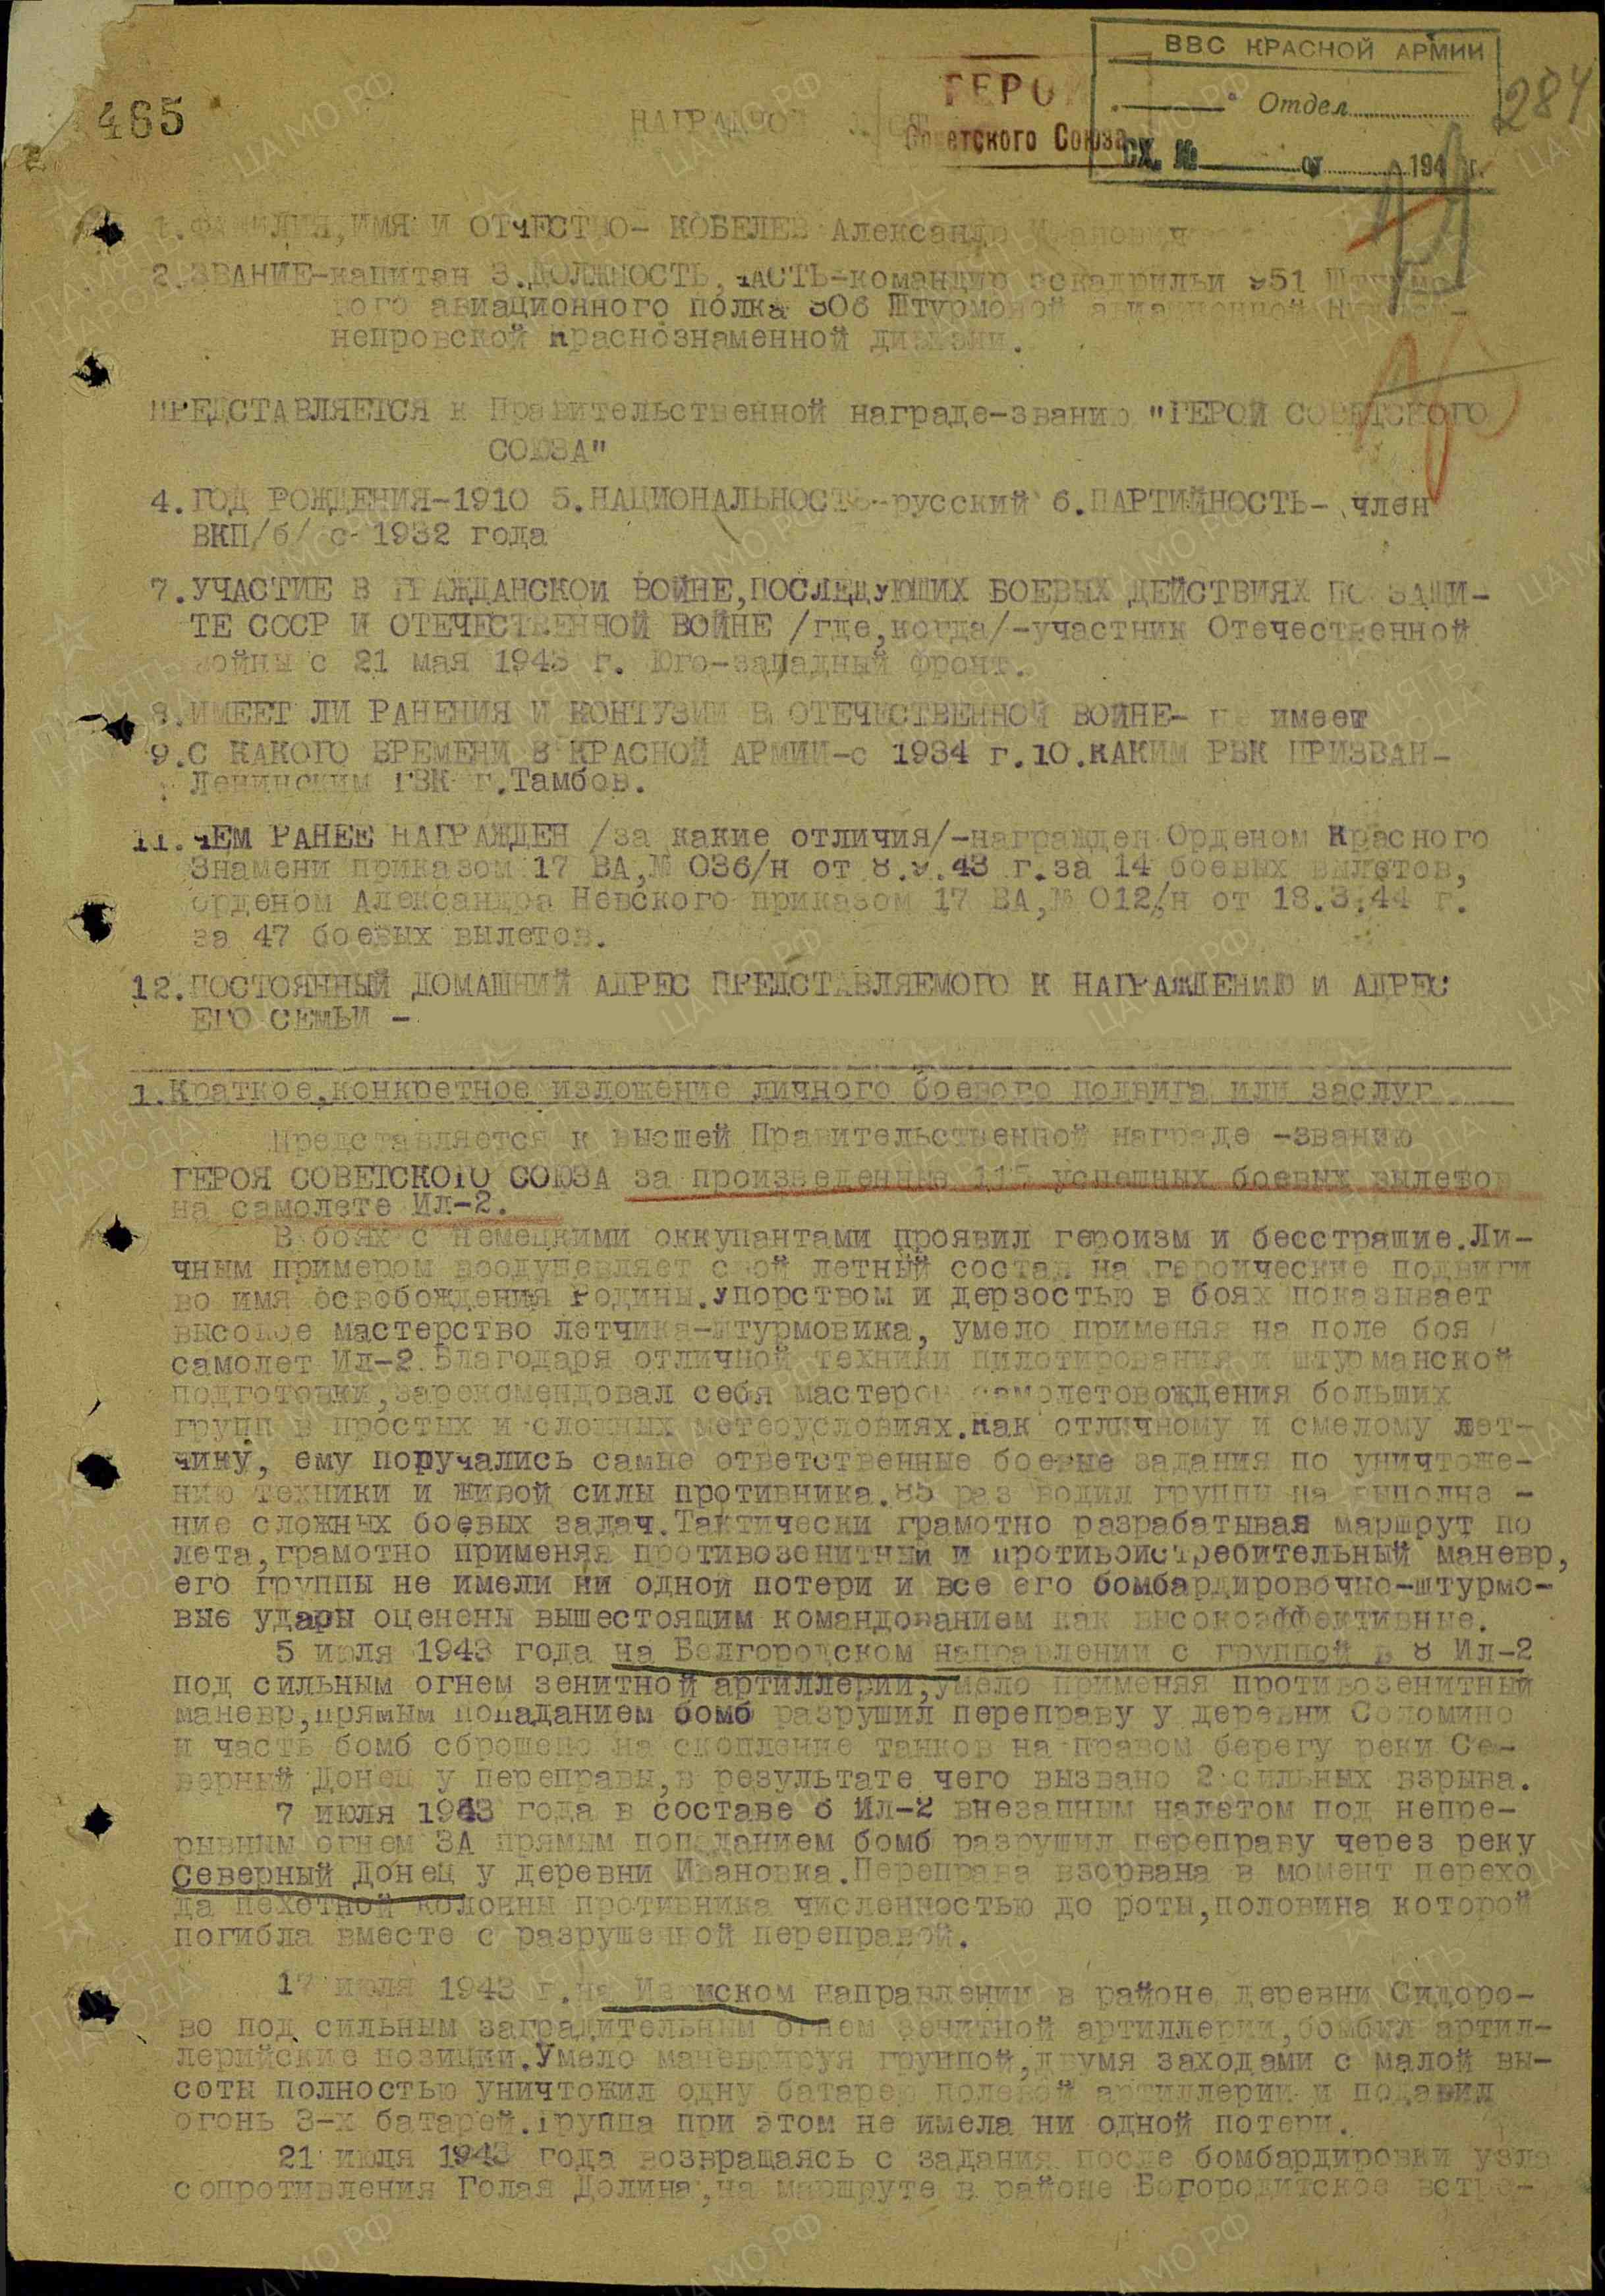 ВВС КРАСНОЙ АРМИИ
Отдел
284
СХ. № от 194 г.
ГЕРОЙ
Советского Союза
465
НАГРАДНОЙ
1.ФАМИЛИЯ,ИМЯ И ОТЧЕСТВО- КОБЕЛЕВ Александр Иванович
2.ЗВАНИЕ-капитан 3.ДОЛЖНОСТЬ, ЧАСТЬ-командир эскадрильи 951 Штурмо-
вого авиационного полка 306 Штурмовой авиационной Нижне-
непровской Краснознаменной дивизии.
ПРЕДСТАВЛЯЕТСЯ к Правительственной награде-званию "ГЕРОЙ СОВЕТСКОГО
СОЮЗА"
4.ГОД РОЖДЕНИЯ-1910 5.НАЦИОНАЛЬНОСТЬ-русский 6.ПАРТИЙНОСТЬ- член
ВКП/б/ с 1932 года
7.УЧАСТИЕ В ГРАЖДАНСКОЙ ВОЙНЕ,ПОСЛЕДУЮЩИХ БОЕВЫХ ДЕЙСТВИЯХ ПО ЗАЩИ-
ТЕ СССР И ОТЕЧЕСТВЕННОЙ ВОЙНЕ /где,когда/-участник Отечественной
войны с 21 мая 1943 г. Юго-западный фронт.
8.ИМЕЕТ ЛИ РАНЕНИЯ И КОНТУЗИИ В ОТЕЧЕСТВЕННОЙ ВОЙНЕ- не имеет
9.С КАКОГО ВРЕМЕНИ В КРАСНОЙ АРМИИ-с 1934 г.10.КАКИМ РВК ПРИЗВАН-
Ленинским ГВК г.Тамбов.
11.ЧЕМ РАНЕЕ НАГРАЖДЕН /за какие отличия/-награжден Орденом Красного
Знамени приказом 17 ВА,№ 036/н от 8.9.43 г.за 14 боевых вылетов,
орденом Александра Невского приказом 17 ВА,№ 012/н от 18.3.44 г.
за 47 боевых вылетов.
12.ПОСТОЯННЫЙ ДОМАШНИЙ АДРЕС ПРЕДСТАВЛЯЕМОГО К НАГРАЖДЕНИЮ И АДРЕС
ЕГО СЕМЬИ -
1.Краткое,конкретное изложение личного боевого подвига или заслуг
Представляется к высшей Правительственной награде -званию
ГЕРОЯ СОВЕТСКОГО СОЮЗА за произведенные 115 успешных боевых вылетов
на самолете Ил-2.
В боях с немецкими оккупантами проявил героизм и бесстрашие.Ли-
чным примером воодушевляет свой летный состав на героические подвиги
во имя освобождения Родины.Упорством и дерзостью в боях показывает
высокое мастерство летчика-штурмовика, умело применяя на поле боя
самолет Ил-2.Благодаря отличной техники пилотирования и штурманской
подготовки,зарекомендовал себя мастером самолетовождения больших
групп в простых и сложных метеоусловиях.Как отличному и смелому лет-
чику, ему поручались самые ответственные боевые задания по уничтоже-
нию техники и живой силы противника.85 раз водил группы на выполне -
ние сложных боевых задач.Тактически грамотно разрабатывая маршрут по
лета,грамотно применяя противозенитный и противоистребительный маневр,
его группы не имели ни одной потери и все его бомбардировочно-штурмо-
вые удары оценены вышестоящим командованием как высокоэффективные.
5 июля 1943 года на Белгородском направлении с группой в 8 Ил-2
под сильным огнем зенитной артиллерии,умело применяя противозенитный
маневр,прямым попаданием бомб разрушил переправу у деревни Соломино
и часть бомб сброшено на скопление танков на правом берегу реки Се-
верный Донец у переправы,в результате чего вызвано 2 сильных взрыва.
7 июля 1943 года в составе 6 Ил-2 внезапным налетом под непре-
рывным огнем ЗА прямым попаданием бомб разрушил переправу через реку
Северный Донец у деревни Ивановка.Переправа взорвана в момент перехо
да пехотной колонны противника численностью до роты,половина которой
погибла вместе с разрушенной переправой.
17 июля 1943 г.на Изюмском направлении в районе деревни Сидоро-
во под сильным заградительным огнем зенитной артиллерии,бомбил артил-
лерийские позиции.Умело маневрируя группой,двумя заходами с малой вы-
соты полностью уничтожил одну батарею полевой артиллерии и подавил
огонь 3-х батарей.Группа при этом не имела ни одной потери.
21 июля 1943 года возвращаясь с задания после бомбардировки узла
сопротивления Голая Долина,на маршруте в районе Богородитское встре-